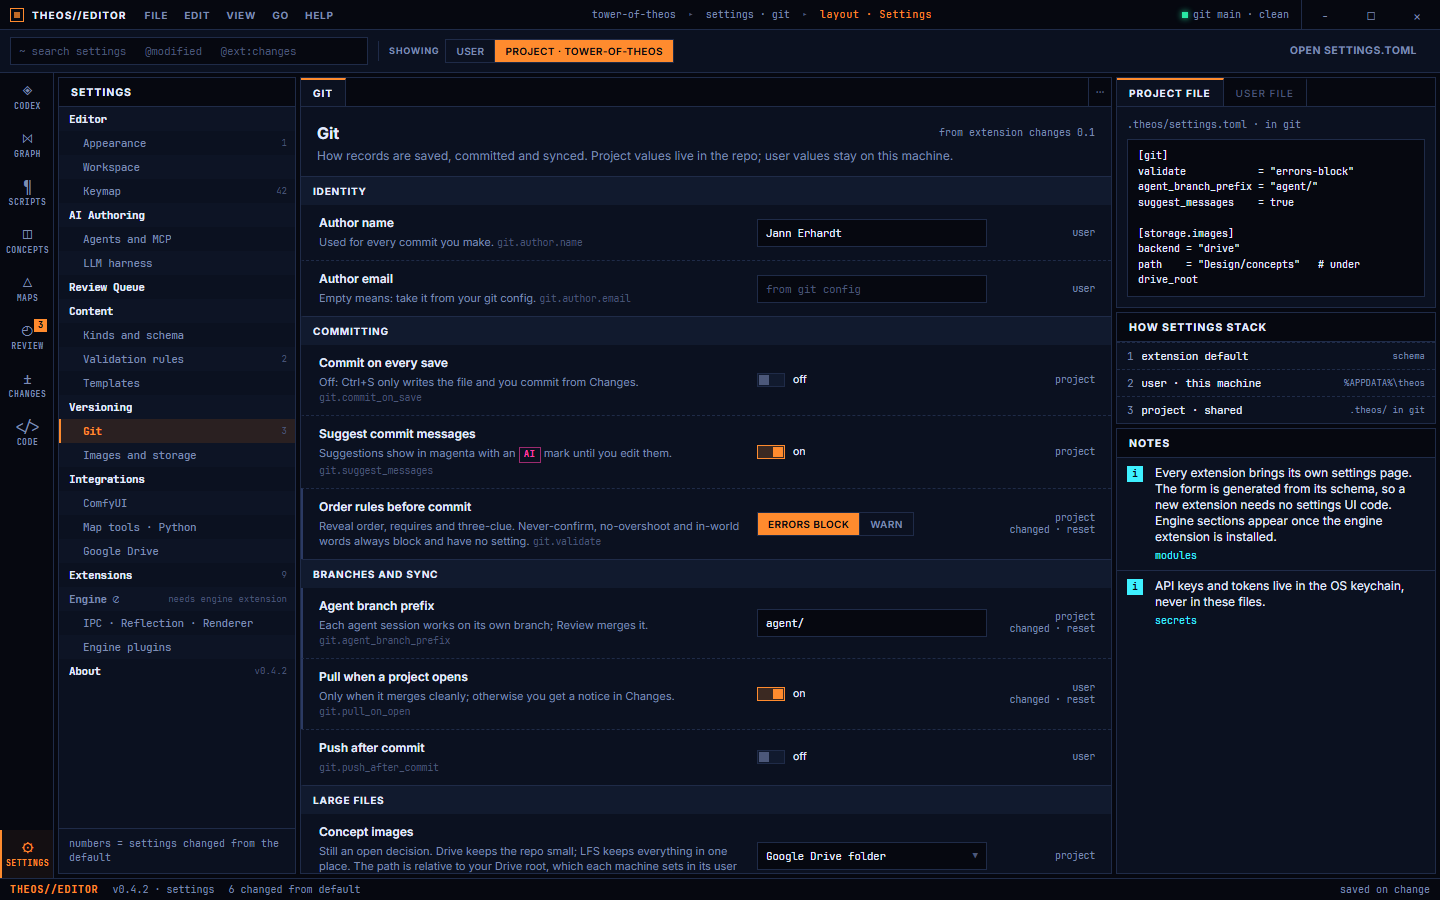 THEOS//EDITOR FILE EDIT VIEW GO HELP
tower-of-theos ▸ settings · git ▸ layout · Settings
git main · clean
~ search settings @modified @ext:changes
SHOWING USER PROJECT · TOWER-OF-THEOS
OPEN SETTINGS.TOML
CODEX
GRAPH
SCRIPTS
CONCEPTS
MAPS
3
REVIEW
CHANGES
CODE
SETTINGS
SETTINGS
Editor
Appearance 1
Workspace
Keymap 42
AI Authoring
Agents and MCP
LLM harness
Review Queue
Content
Kinds and schema
Validation rules 2
Templates
Versioning
Git 3
Images and storage
Integrations
ComfyUI
Map tools · Python
Google Drive
Extensions 9
Engine needs engine extension
IPC · Reflection · Renderer
Engine plugins
About v0.4.2
numbers = settings changed from the
default
GIT
Git
from extension changes 0.1
How records are saved, committed and synced. Project values live in the repo; user values stay on this machine.
IDENTITY
Author name
Used for every commit you make. git.author.name
Jann Erhardt
user
Author email
Empty means: take it from your git config. git.author.email
from git config
user
COMMITTING
Commit on every save
Off: Ctrl+S only writes the file and you commit from Changes.
git.commit_on_save
off
project
Suggest commit messages
Suggestions show in magenta with an AI mark until you edit them.
git.suggest_messages
on
project
Order rules before commit
Reveal order, requires and three-clue. Never-confirm, no-overshoot and in-world
words always block and have no setting. git.validate
ERRORS BLOCK WARN
project
changed · reset
BRANCHES AND SYNC
Agent branch prefix
Each agent session works on its own branch; Review merges it.
git.agent_branch_prefix
agent/
project
changed · reset
Pull when a project opens
Only when it merges cleanly; otherwise you get a notice in Changes.
git.pull_on_open
on
user
changed · reset
Push after commit
git.push_after_commit
off
user
LARGE FILES
Concept images
Still an open decision. Drive keeps the repo small; LFS keeps everything in one
place. The path is relative to your Drive root, which each machine sets in its user
Google Drive folder
project
PROJECT FILE USER FILE
.theos/settings.toml · in git
[git]
validate = "errors-block"
agent_branch_prefix = "agent/"
suggest_messages = true
[storage.images]
backend = "drive"
path = "Design/concepts" # under
drive_root
HOW SETTINGS STACK
1 extension default schema
2 user · this machine %APPDATA%\theos
3 project · shared .theos/ in git
NOTES
i Every extension brings its own settings page.
The form is generated from its schema, so a
new extension needs no settings UI code.
Engine sections appear once the engine
extension is installed.
modules
i API keys and tokens live in the OS keychain,
never in these files.
secrets
THEOS//EDITOR v0.4.2 · settings 6 changed from default
saved on change